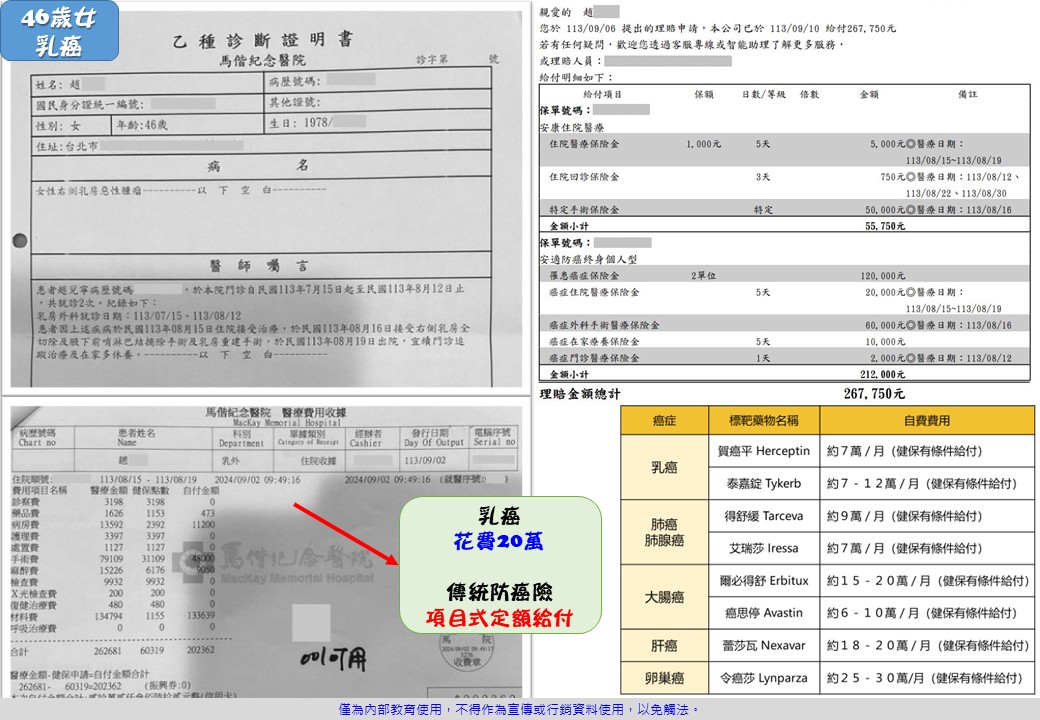 46歲女
乳癌
乙種診斷證明書
馬偕紀念醫院
診字第 號
姓名: 趙
病歷號碼:
國民身分證統一編號:
其他證號:
性別: 女
年齡:46歲
生日: 1978/
住址:台北市
病 名
女性右側乳房惡性腫瘤----------以 下 空 白----------
醫 師 囑 言
患者趙兒寧病歷號碼 ,於本院門診自民國113年7月15日起至民國113年8月12日止
,共就診2次。紀錄如下:
乳房外科就診日期:113/07/15、113/08/12
患者因上述疾病於民國113年08月15日住院接受治療,於民國113年08月16日接受右側乳房全
切除及腋下前哨淋巴結摘除手術及乳房重建手術,於民國113年08月19日出院,宜續門診追
蹤治療及在家多休養。----------以 下 空 白----------
馬偕紀念醫院 醫療費用收據
MacKay Memorial Hospital
病歷號碼 患者姓名 科別 單據類別 經辦者 發行日期 電腦序號
Chart no Name Department Category of Receipt Cashier Day Of Output Serial no
趙 乳外 住院收據 113/09/02
住院順號: 113/08/15 - 113/08/19 2024/09/02 09:49:16 2024/09/02 09:49:16 (就醫序號: )
費用項目名稱 醫療金額 健保點數 自付金額
診察費 3198 3198 0
藥品費 1626 1153 473
病房費 13592 2392 11200
護理費 3397 3397 0
處置費 1127 1127 0
手術費 79109 31109 48000
麻醉費 15226 6176 9050
檢查費 9932 9932 0
X光檢查費 200 200 0
復健治療費 480 480 0
材料費 134794 1155 133639
呼吸治療費 0 0 0
合計 262681 60319 202362
馬偕紀念醫院
MacKay Memorial Hospital
醫療金額-健保申請=自付金額合計
262681- 60319=202362 (振興券:0)
可用
院
2024/09/02 09:49:17
收費章
乳癌
花費20萬
傳統防癌險
項目式定額給付
親愛的 趙
您於 113/09/06 提出的理賠申請,本公司已於 113/09/10 給付267,750元
若有任何疑問,歡迎您透過客服專線或智能助理了解更多服務,
或理賠人員:
給付明細如下:
給付項目 保額 日數/等級 倍數 金額 備註
保單號碼:
安康住院醫療
住院醫療保險金 1,000元 5天 5,000元◎醫療日期:
113/08/15~113/08/19
住院回診保險金 3天 750元◎醫療日期:113/08/12、
113/08/22、113/08/30
特定手術保險金 特定 50,000元◎醫療日期:113/08/16
金額小計 55,750元
保單號碼:
安適防癌終身個人型
罹患癌症保險金 2單位 120,000元
癌症住院醫療保險金 5天 20,000元◎醫療日期:
113/08/15~113/08/19
癌症外科手術醫療保險金 60,000元◎醫療日期:113/08/16
癌症在家療養保險金 5天 10,000元
癌症門診醫療保險金 1天 2,000元◎醫療日期:113/08/12
金額小計 212,000元
理賠金額總計 267,750元
癌症 標靶藥物名稱 自費費用
乳癌 賀癌平 Herceptin 約7萬/月(健保有條件給付)
泰嘉錠 Tykerb 約7-12萬/月(健保有條件給付)
肺癌 肺腺癌 得舒緩 Tarceva 約9萬/月(健保有條件給付)
艾瑞莎 Iressa 約7萬/月(健保有條件給付)
大腸癌 爾必得舒 Erbitux 約15-20萬/月(健保有條件給付)
癌思停 Avastin 約6-10萬/月(健保有條件給付)
肝癌 蕾莎瓦 Nexavar 約18-20萬/月(健保有條件給付)
卵巢癌 令癌莎 Lynparza 約25-30萬/月(健保有條件給付)
僅為內部教育使用,不得作為宣傳或行銷資料使用,以免觸法。